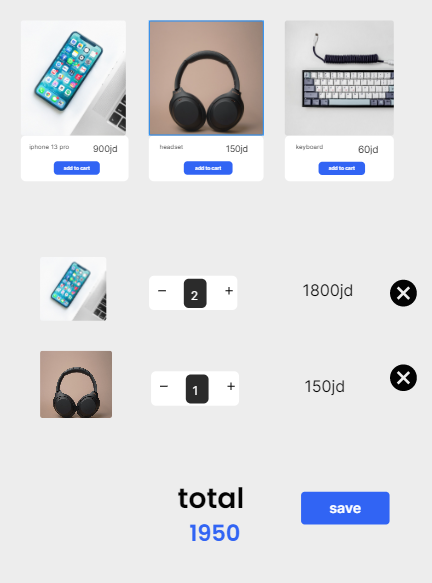 iphone 13 pro 900jd
add to cart
headset 150jd
add to cart
keyboard 60jd
add to cart
− 2 + 1800jd
− 1 + 150jd
total
1950
save